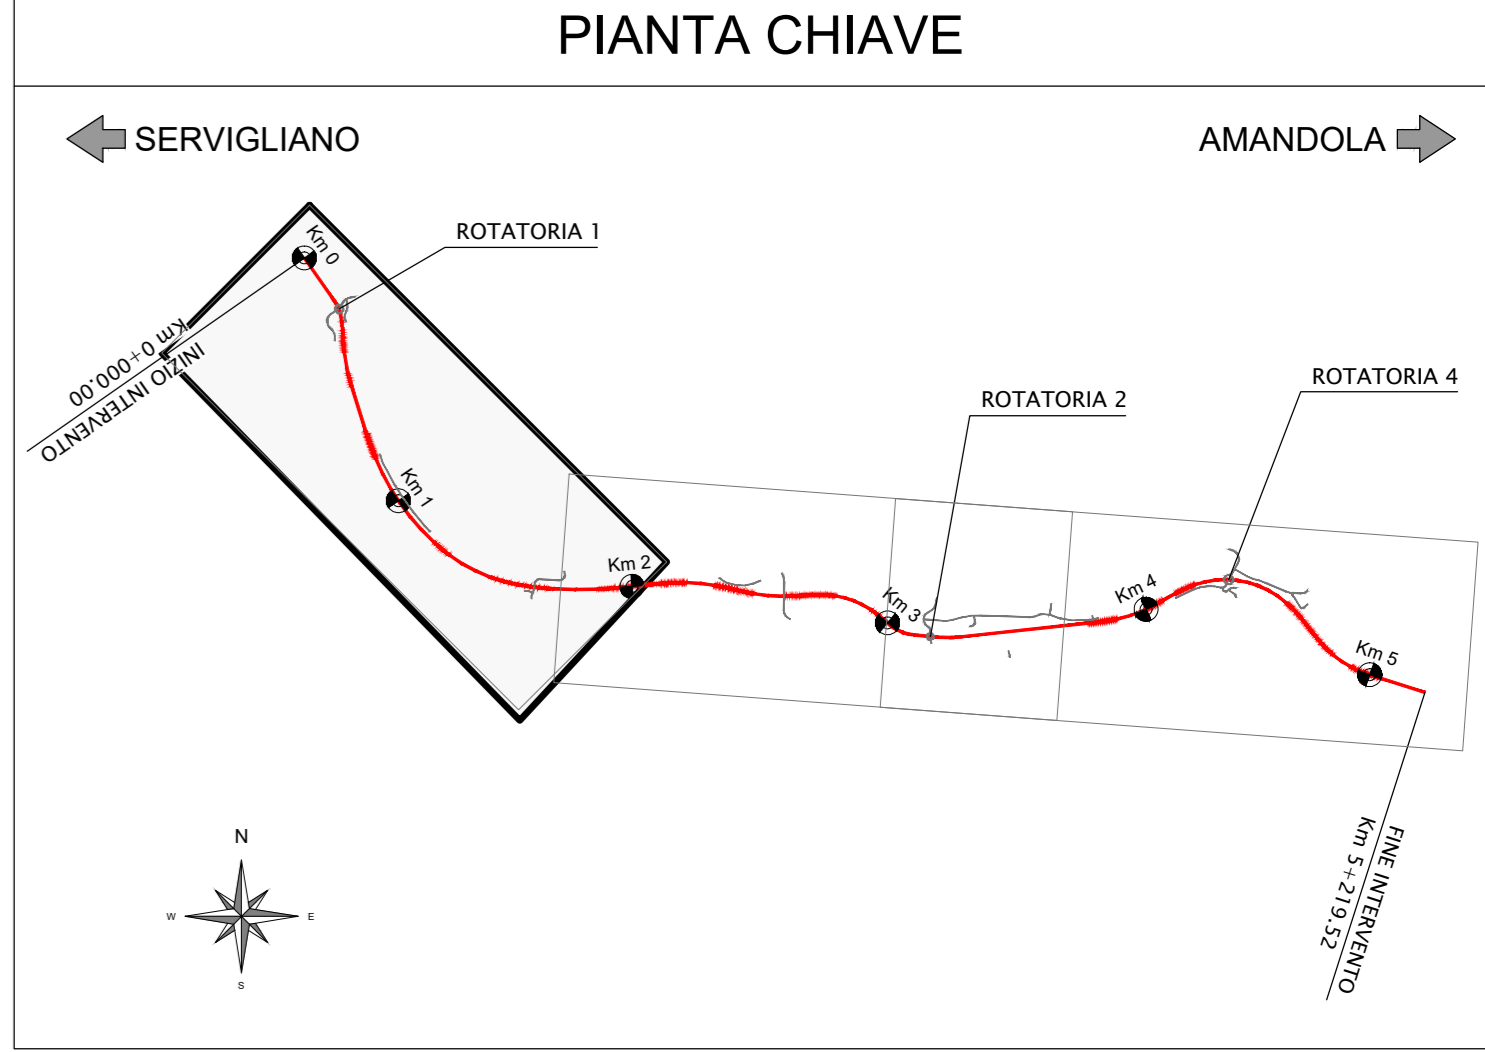 PIANTA CHIAVE
SERVIGLIANO
AMANDOLA
Km 0
ROTATORIA 1
Km 0+000.00
INIZIO INTERVENTO
ROTATORIA 4
ROTATORIA 2
Km 1
Km 2
Km 3
Km 4
Km 5
FINE INTERVENTO
Km 5+219.52
N
W
E
S